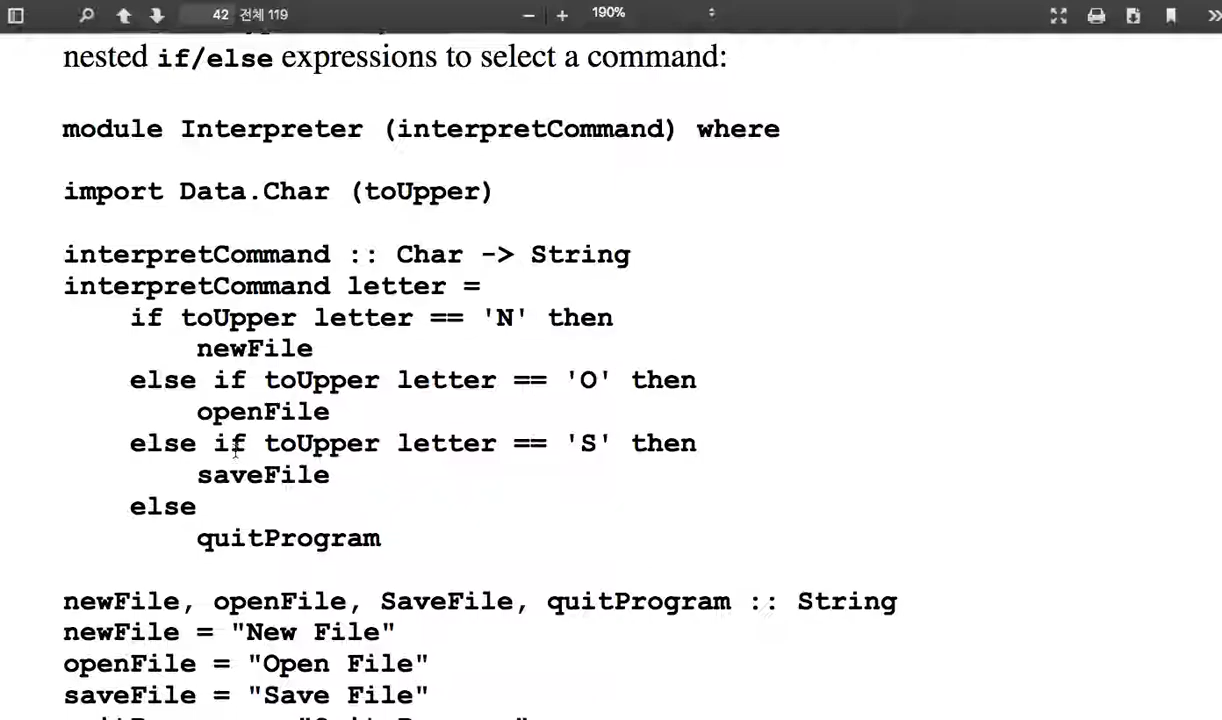 42 전체 119
190%
nested if/else expressions to select a command:
module Interpreter (interpretCommand) where
import Data.Char (toUpper)
interpretCommand :: Char -> String
interpretCommand letter =
if toUpper letter == 'N' then
newFile
else if toUpper letter == 'O' then
openFile
else if toUpper letter == 'S' then
saveFile
else
quitProgram
newFile, openFile, SaveFile, quitProgram :: String
newFile = "New File"
openFile = "Open File"
saveFile = "Save File"